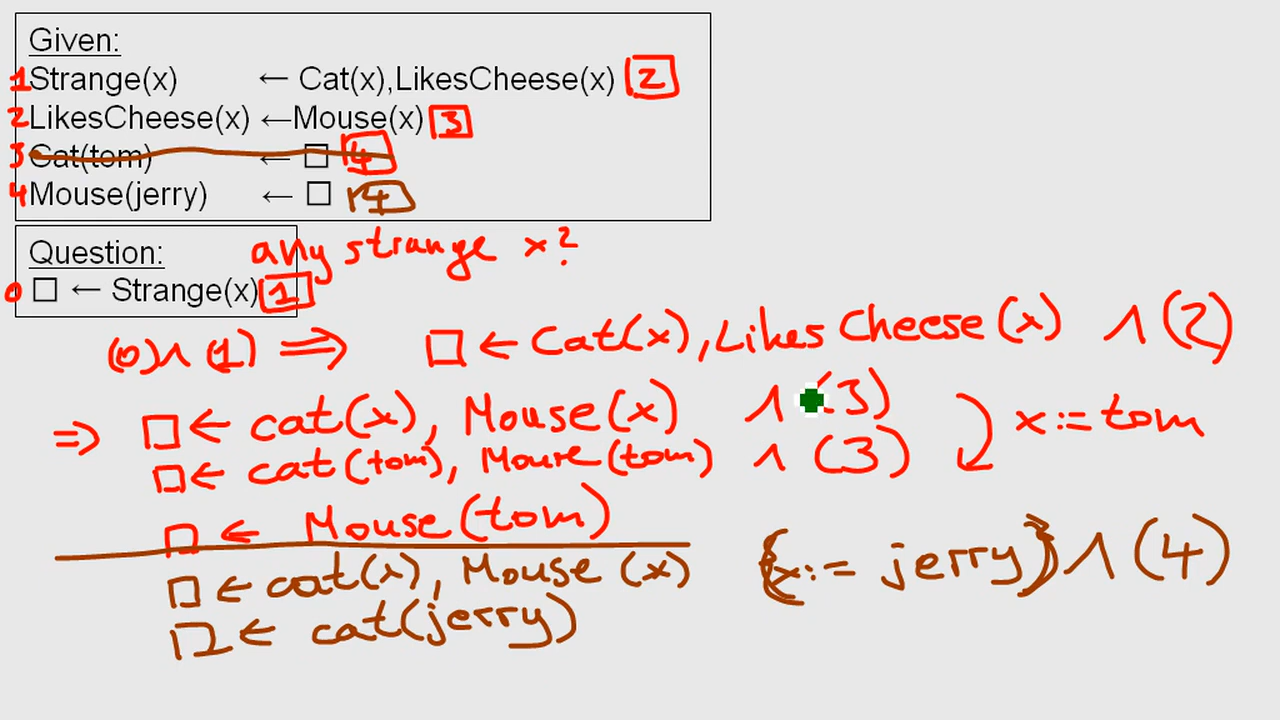 Given:
1 Strange(x) ← Cat(x),LikesCheese(x) 2
2 LikesCheese(x) ←Mouse(x) 3
3 Cat(tom) ← □ 4
4 Mouse(jerry) ← □ 4
Question: any strange x?
0 □ ← Strange(x) 1
(0)∧(1) ⇒ □ ← Cat(x),Likes Cheese(x) ∧(2)
⇒ □ ← cat(x), Mouse(x) ∧(3)
x:=tom
□ ← cat(tom), Mouse(tom) ∧(3)
□ ← Mouse(tom)
□ ← cat(x), Mouse(x) {x:= jerry}∧(4)
□ ← cat(jerry)